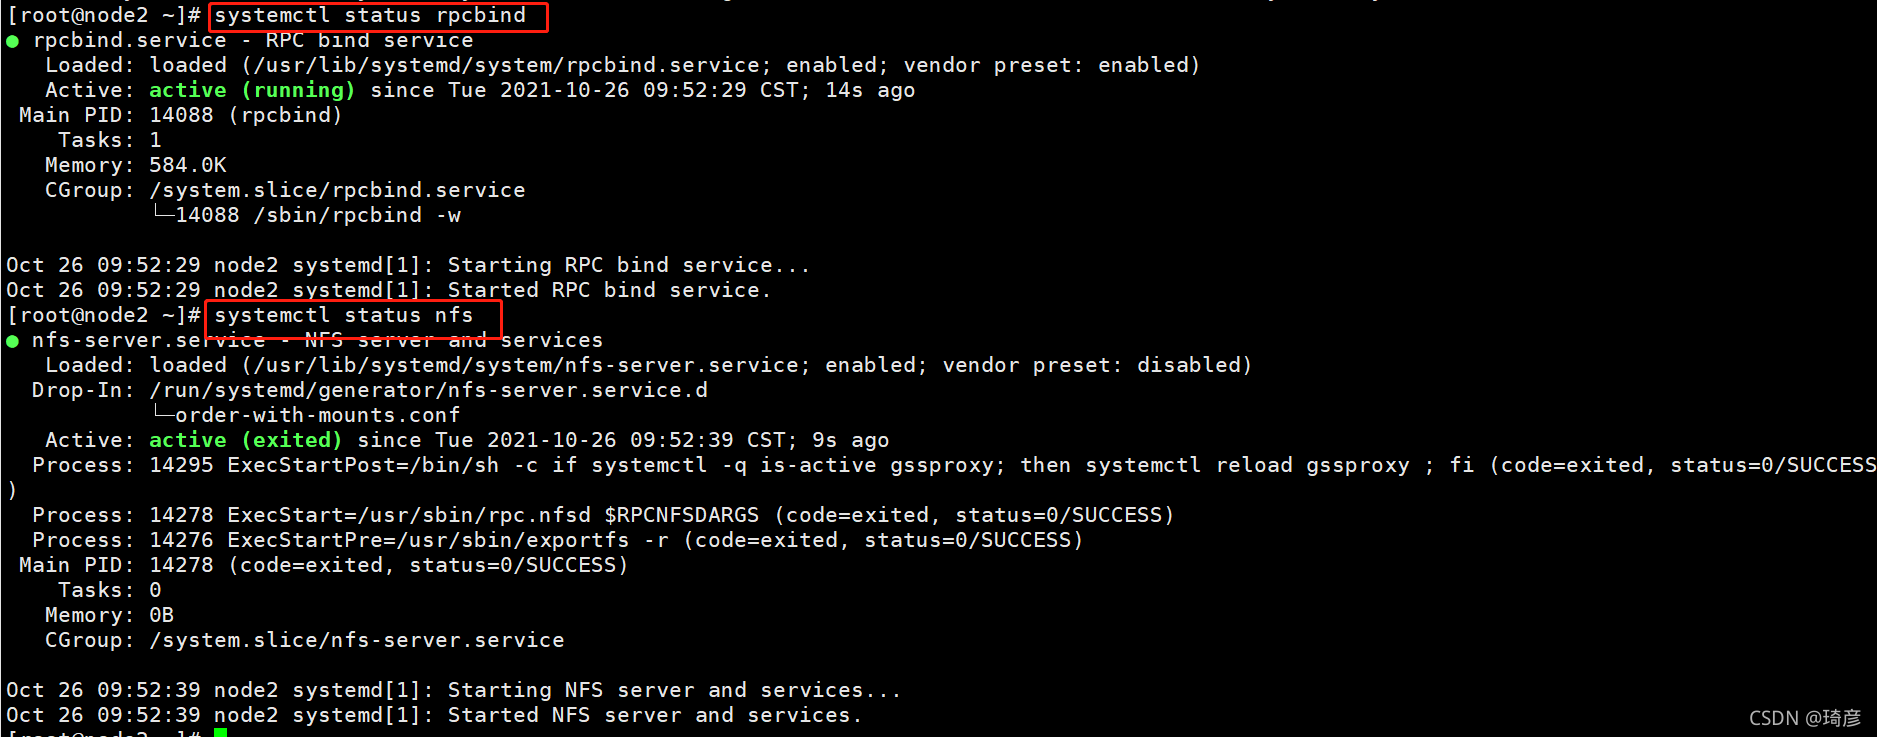 [root@node2 ~]# systemctl status rpcbind
● rpcbind.service - RPC bind service
   Loaded: loaded (/usr/lib/systemd/system/rpcbind.service; enabled; vendor preset: enabled)
   Active: active (running) since Tue 2021-10-26 09:52:29 CST; 14s ago
 Main PID: 14088 (rpcbind)
    Tasks: 1
   Memory: 584.0K
   CGroup: /system.slice/rpcbind.service
           └─14088 /sbin/rpcbind -w
Oct 26 09:52:29 node2 systemd[1]: Starting RPC bind service...
Oct 26 09:52:29 node2 systemd[1]: Started RPC bind service.
[root@node2 ~]# systemctl status nfs
● nfs-server.service - NFS server and services
   Loaded: loaded (/usr/lib/systemd/system/nfs-server.service; enabled; vendor preset: disabled)
  Drop-In: /run/systemd/generator/nfs-server.service.d
           └─order-with-mounts.conf
   Active: active (exited) since Tue 2021-10-26 09:52:39 CST; 9s ago
  Process: 14295 ExecStartPost=/bin/sh -c if systemctl -q is-active gssproxy; then systemctl reload gssproxy ; fi (code=exited, status=0/SUCCESS
)
  Process: 14278 ExecStart=/usr/sbin/rpc.nfsd $RPCNFSDARGS (code=exited, status=0/SUCCESS)
  Process: 14276 ExecStartPre=/usr/sbin/exportfs -r (code=exited, status=0/SUCCESS)
 Main PID: 14278 (code=exited, status=0/SUCCESS)
    Tasks: 0
   Memory: 0B
   CGroup: /system.slice/nfs-server.service
Oct 26 09:52:39 node2 systemd[1]: Starting NFS server and services...
Oct 26 09:52:39 node2 systemd[1]: Started NFS server and services.
[root@node2 ~]#
CSDN @琦彦